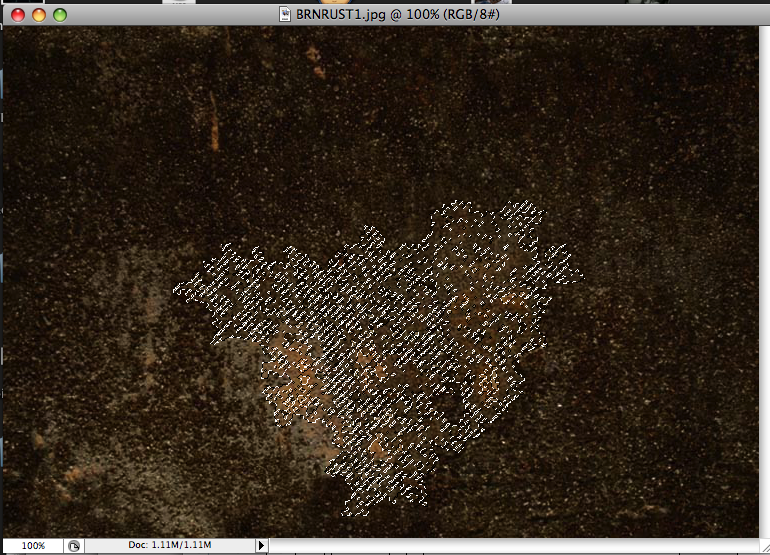 BRNRUST1.jpg @ 100% (RGB/8#)
100%
Doc: 1.11M/1.11M